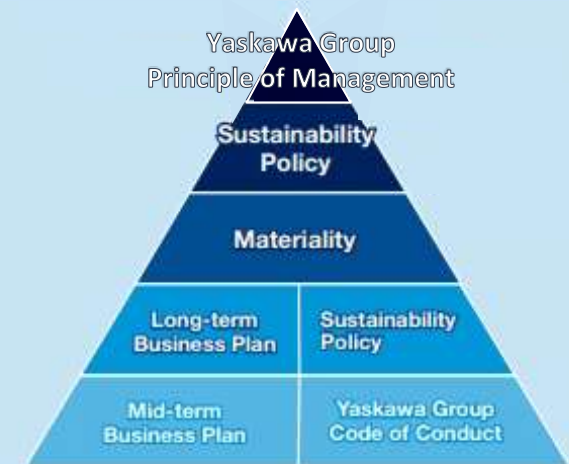 Yaskawa Group
Principle of Management
Sustainability
Policy
Materiality
Long-term
Business Plan
Sustainability
Policy
Mid-term
Business Plan
Yaskawa Group
Code of Conduct